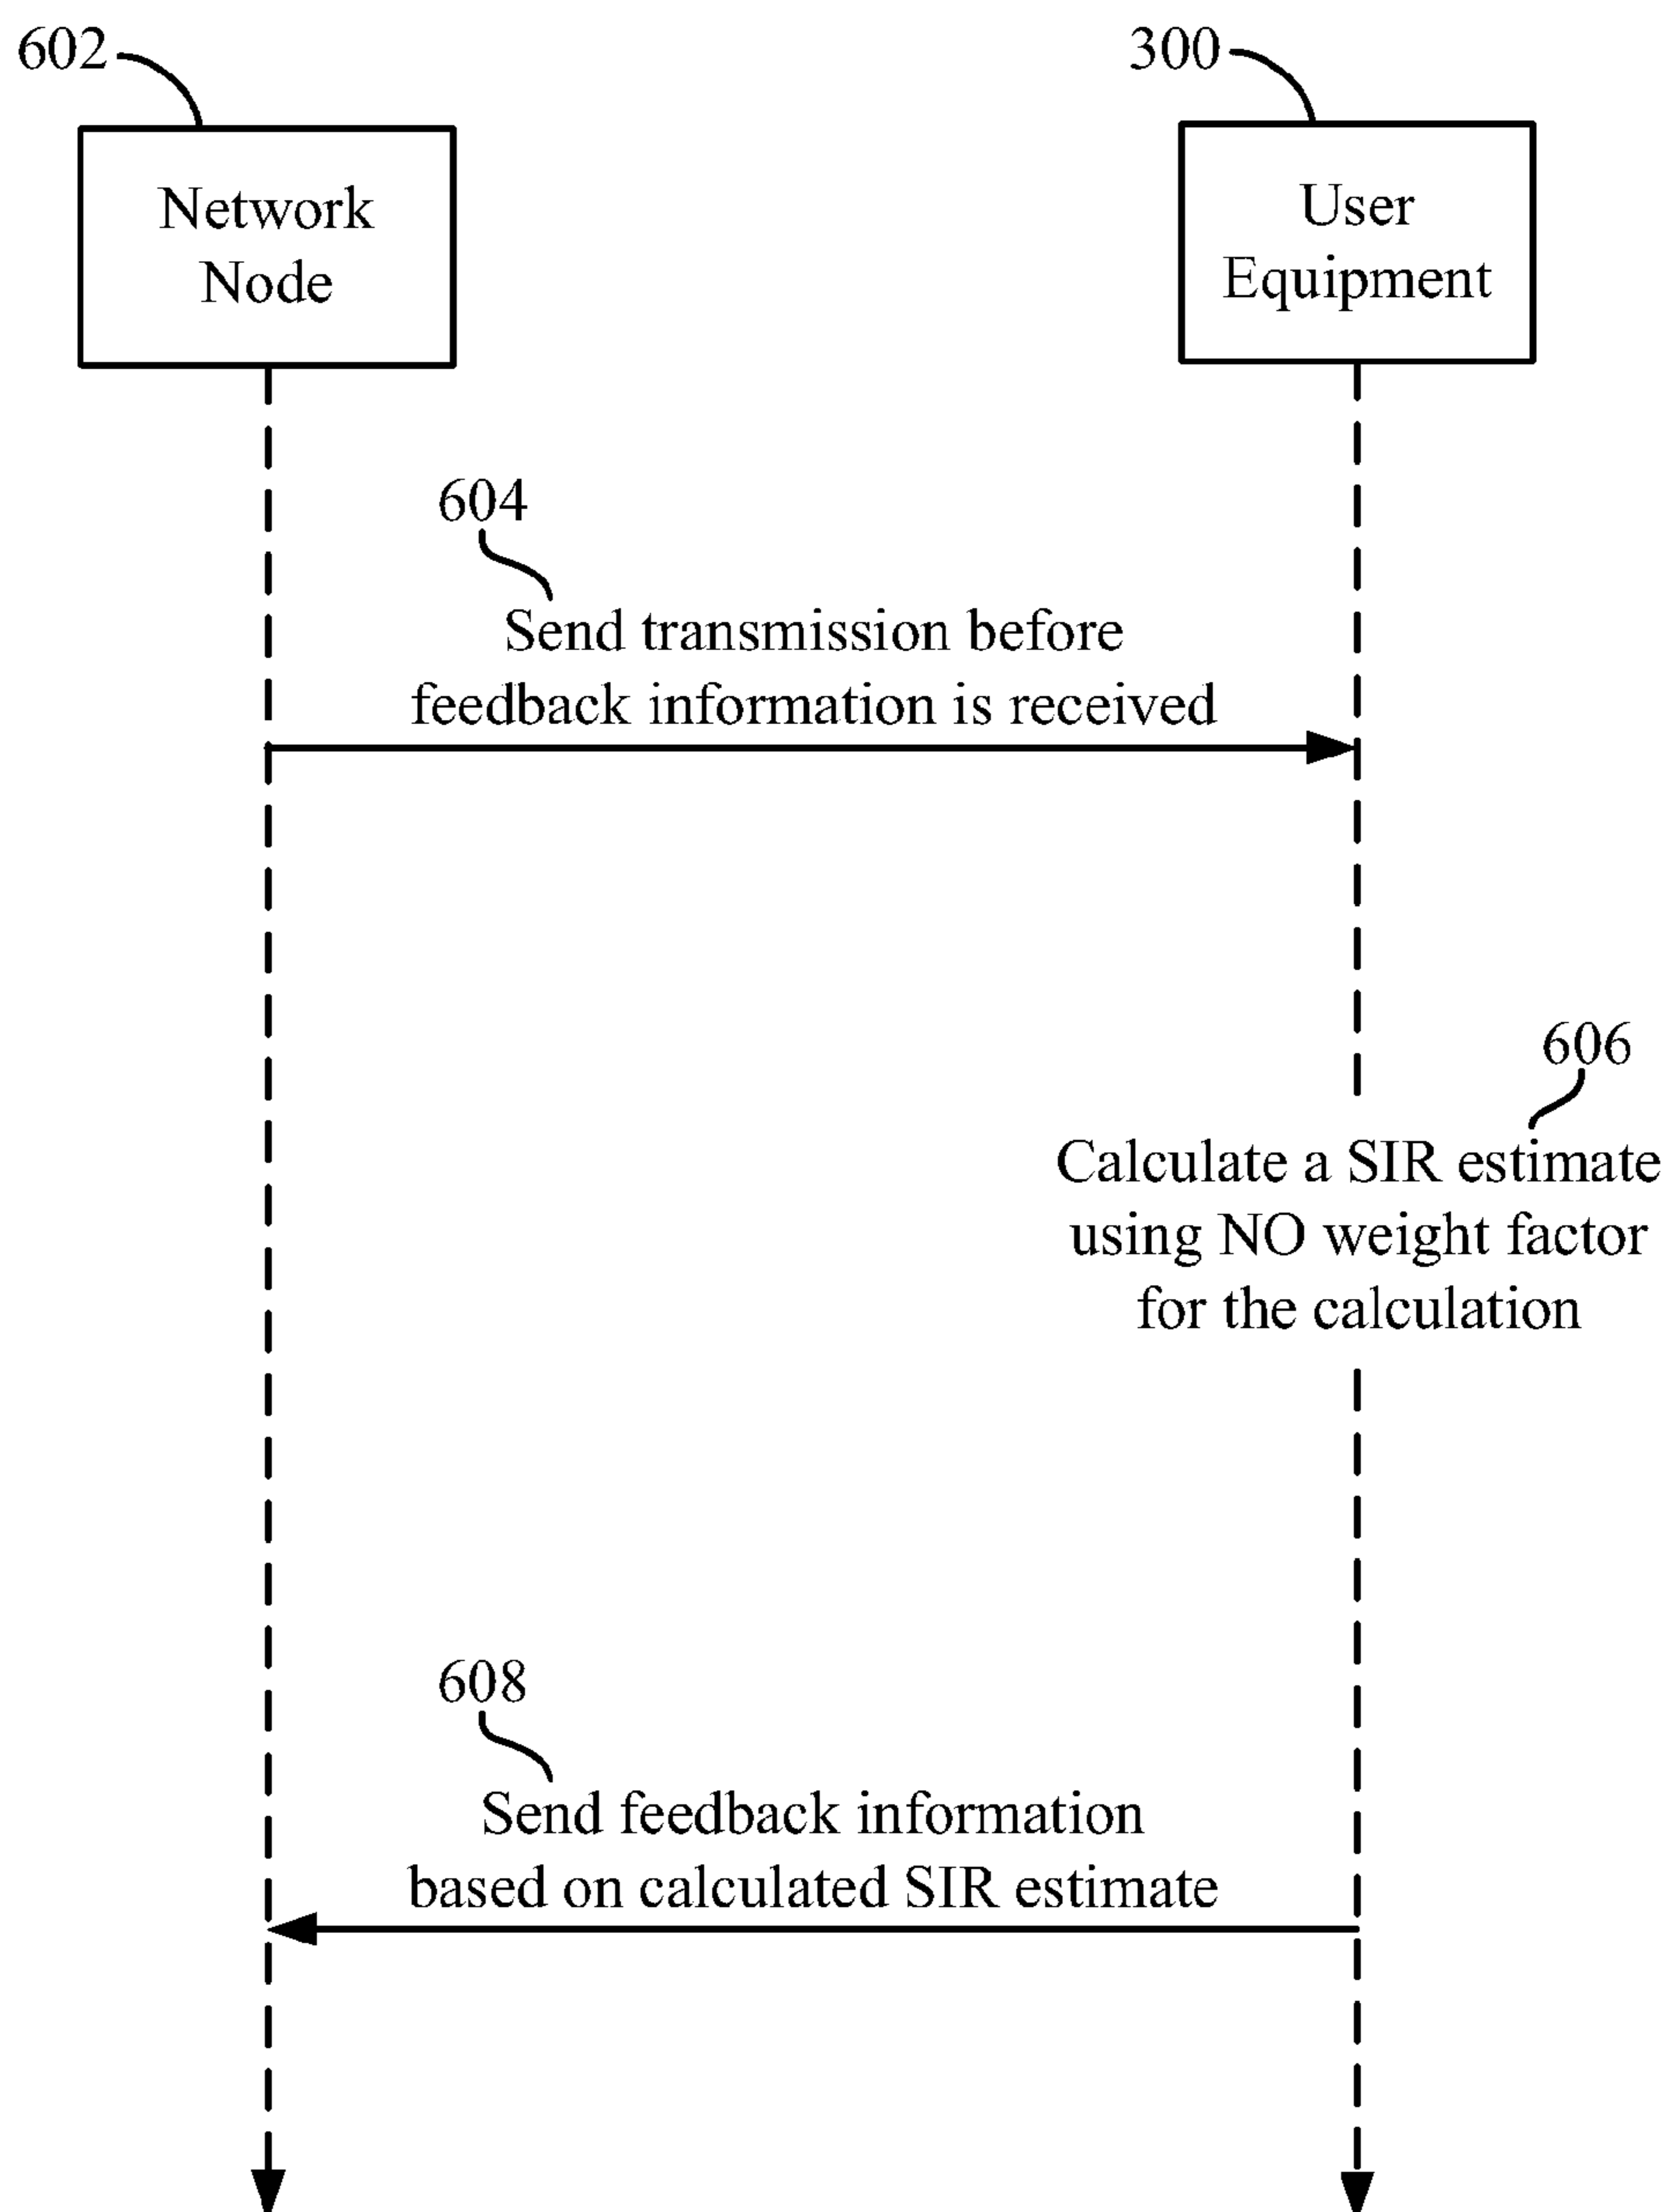 602
300
Network
Node
User
Equipment
604
Send transmission before
feedback information is received
606
Calculate a SIR estimate
using NO weight factor
for the calculation
608
Send feedback information
based on calculated SIR estimate